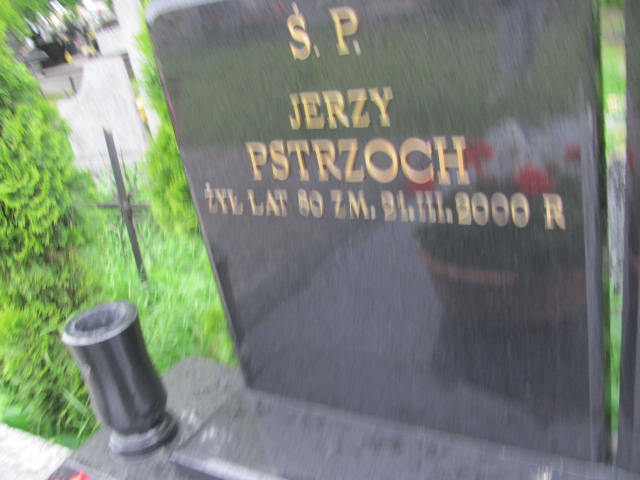 Ś. P.
JERZY
PSTRZOCH
ŻYŁ LAT 80 ZM. 21.III.2000 R